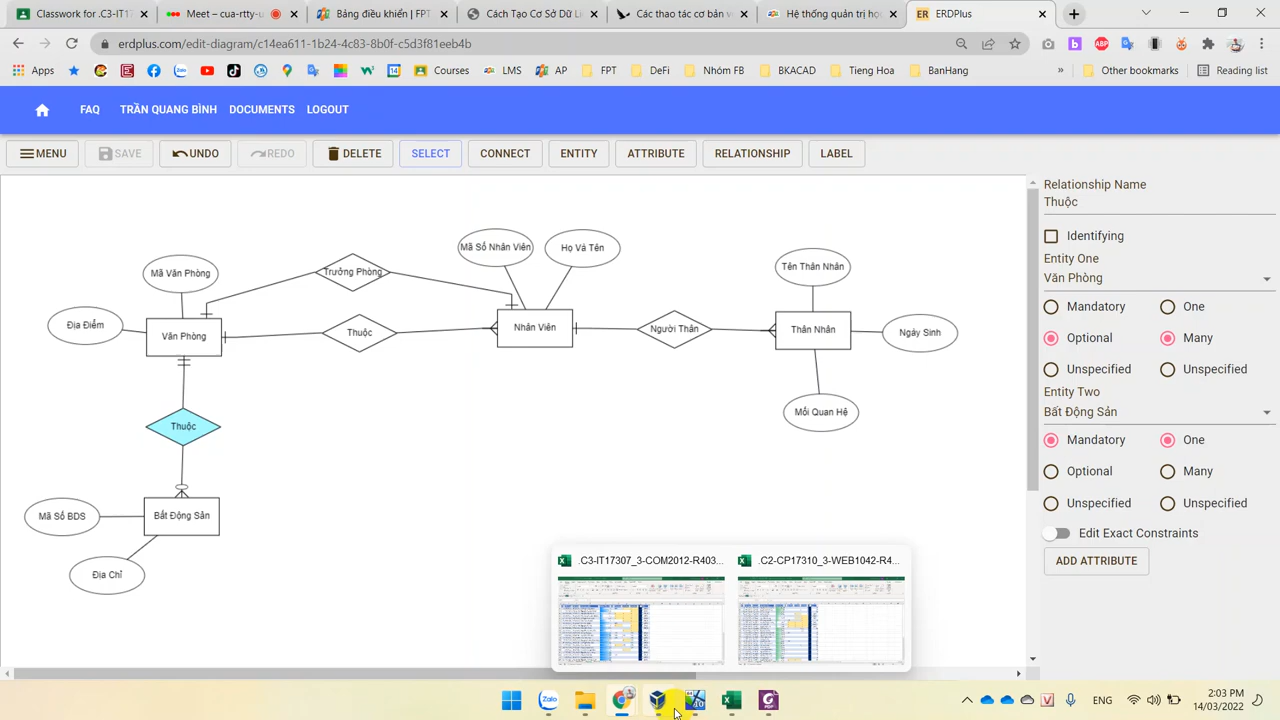 Classwork for .C3-IT17
Meet – cua-rtty-u
Bảng điều khiển | FPT
Cách Tạo Cơ Sở Dữ Li
Các thao tác cơ bản v
Hệ thống quản trị họ
ERDPlus
erdplus.com/edit-diagram/c14ea611-1b24-4c83-8b0f-c5d3f81eeb4b
Apps
Courses
LMS
AP
FPT
DeFi
Nhóm FB
BKACAD
Tieng Hoa
BanHang
»
Other bookmarks
Reading list
FAQ
TRẦN QUANG BÌNH
DOCUMENTS
LOGOUT
MENU
SAVE
UNDO
REDO
DELETE
SELECT
CONNECT
ENTITY
ATTRIBUTE
RELATIONSHIP
LABEL
Relationship Name
Thuộc
Identifying
Entity One
Văn Phòng
Mandatory
One
Optional
Many
Unspecified
Unspecified
Entity Two
Bất Động Sản
Mandatory
One
Optional
Many
Unspecified
Unspecified
Edit Exact Constraints
ADD ATTRIBUTE
Mã Văn Phòng
Trưởng Phòng
Mã Số Nhân Viên
Họ Và Tên
Tên Thân Nhân
Địa Điểm
Văn Phòng
Thuộc
Nhân Viên
Người Thân
Thân Nhân
Ngày Sinh
Mối Quan Hệ
Thuộc
Mã Số BDS
Bất Động Sản
Địa Chỉ
.C3-IT17307_3-COM2012-R403...
.C2-CP17310_3-WEB1042-R4...
Zalo
ENG
2:03 PM
14/03/2022